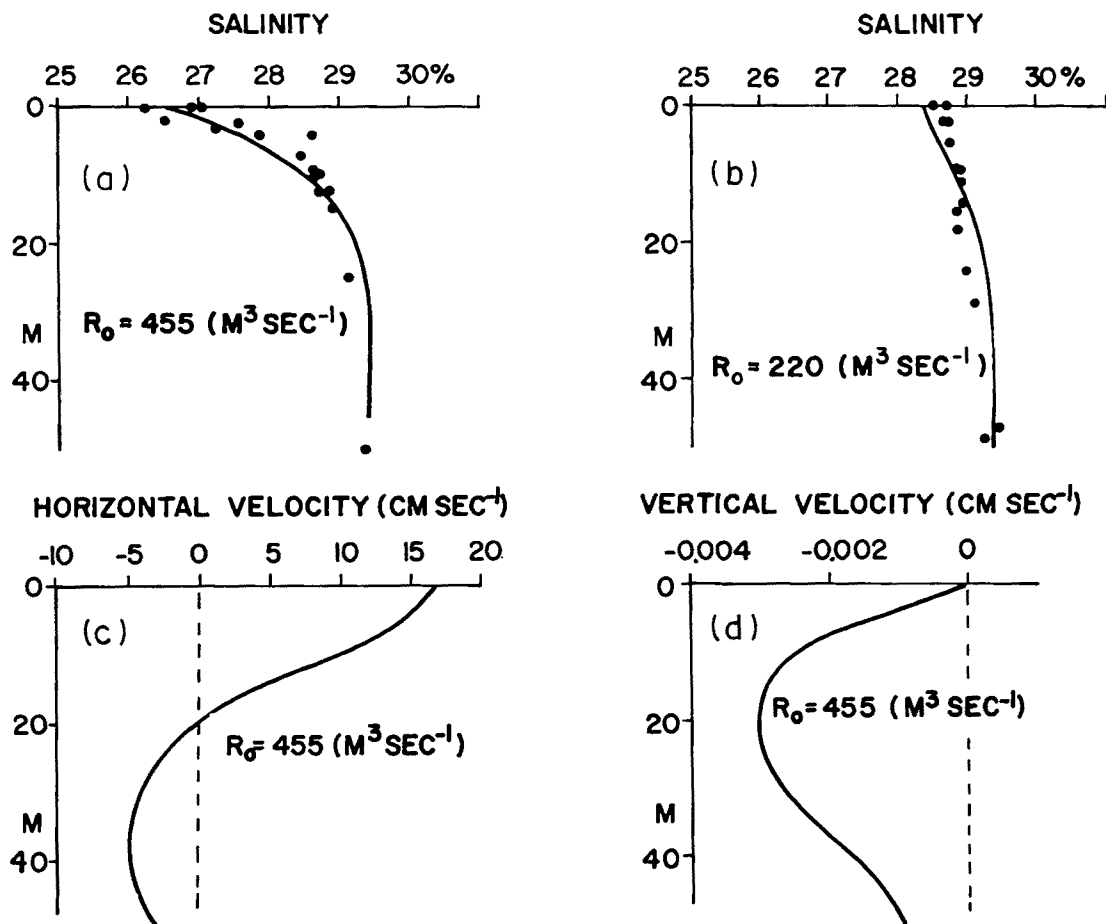 SALINITY
25 26 27 28 29 30%
0
20
M
40
(a)
R₀ = 455 (M³ SEC⁻¹)
SALINITY
25 26 27 28 29 30%
0
20
M
40
(b)
R₀ = 220 (M³ SEC⁻¹)
HORIZONTAL VELOCITY (CM SEC⁻¹)
-10 -5 0 5 10 15 20
0
20
M
40
(c)
R₀ = 455 (M³ SEC⁻¹)
VERTICAL VELOCITY (CM SEC⁻¹)
-0.004 -0.002 0
0
20
M
40
(d)
R₀ = 455 (M³ SEC⁻¹)